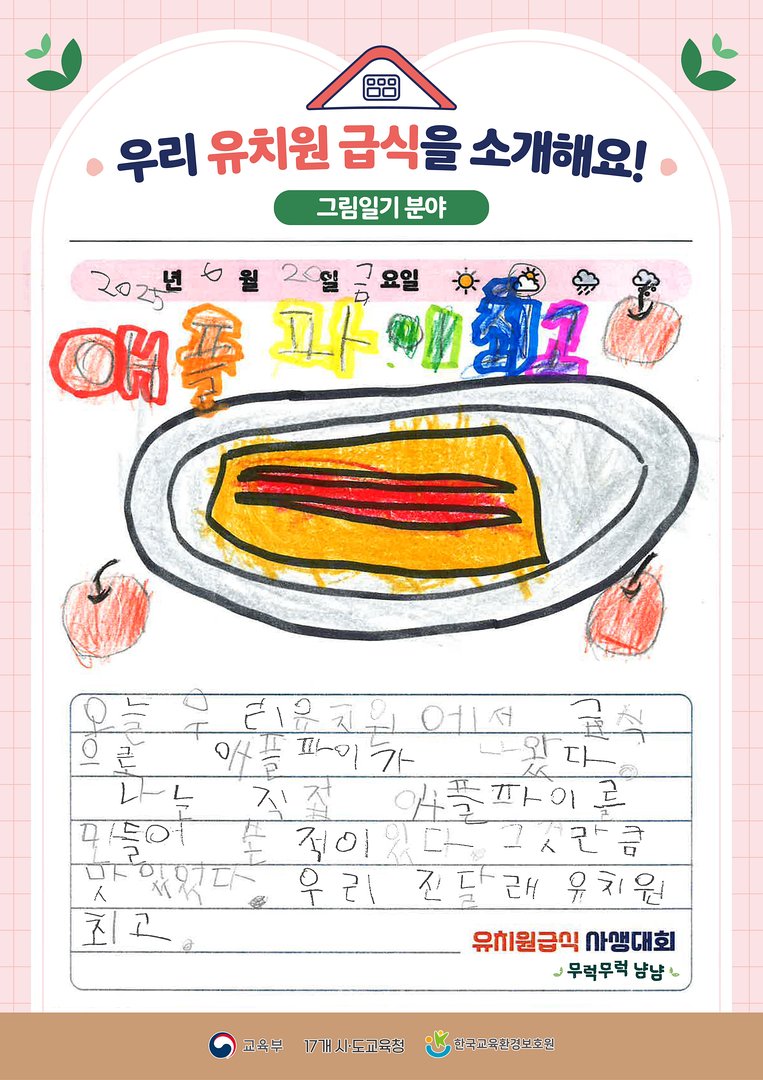 우리 유치원 급식을 소개해요!
그림일기 분야
2025년 6월 20일 금요일
애플파이최고
오늘 우리유치원에서 급식
으로 애플파이가 나왔다.
나는 직접 애플파이를
만들어 본 적이 있다. 그것만큼
맛있었다. 우리 진달래 유치원
최고.
유치원급식 사생대회
무럭무럭 냠냠
교육부 17개 시·도교육청 한국교육환경보호원